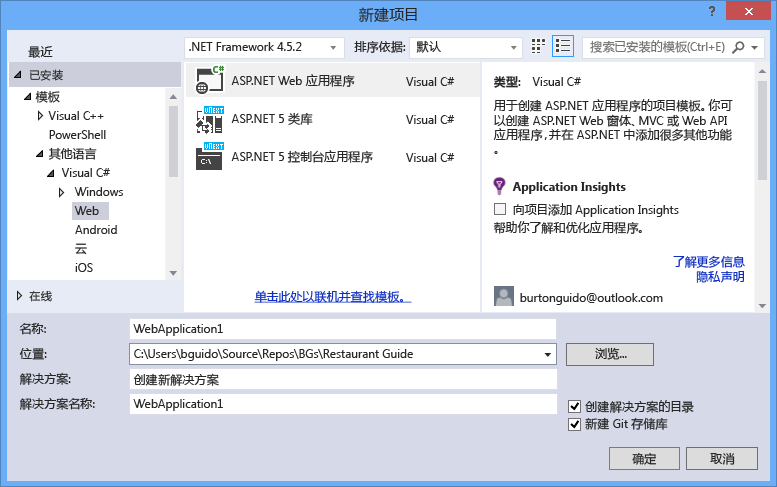 新建项目
?
最近
.NET Framework 4.5.2
排序依据: 默认
搜索已安装的模板(Ctrl+E)
已安装
模板
Visual C++
PowerShell
其他语言
Visual C#
Windows
Web
Android
云
iOS
在线
C#
ASP.NET Web 应用程序 Visual C#
vNEXT
ASP.NET 5 类库 Visual C#
vNEXT
C:\
ASP.NET 5 控制台应用程序 Visual C#
单击此处以联机并查找模板。
类型: Visual C#
用于创建 ASP.NET 应用程序的项目模板。你可
以创建 ASP.NET Web 窗体、MVC 或 Web API
应用程序,并在 ASP.NET 中添加很多其他功能
。
Application Insights
向项目添加 Application Insights
帮助你了解和优化应用程序。
了解更多信息
隐私声明
burtonguido@outlook.com
名称: WebApplication1
位置: C:\Users\bguido\Source\Repos\BGs\Restaurant Guide 浏览...
解决方案: 创建新解决方案
解决方案名称: WebApplication1
创建解决方案的目录
新建 Git 存储库
确定 取消